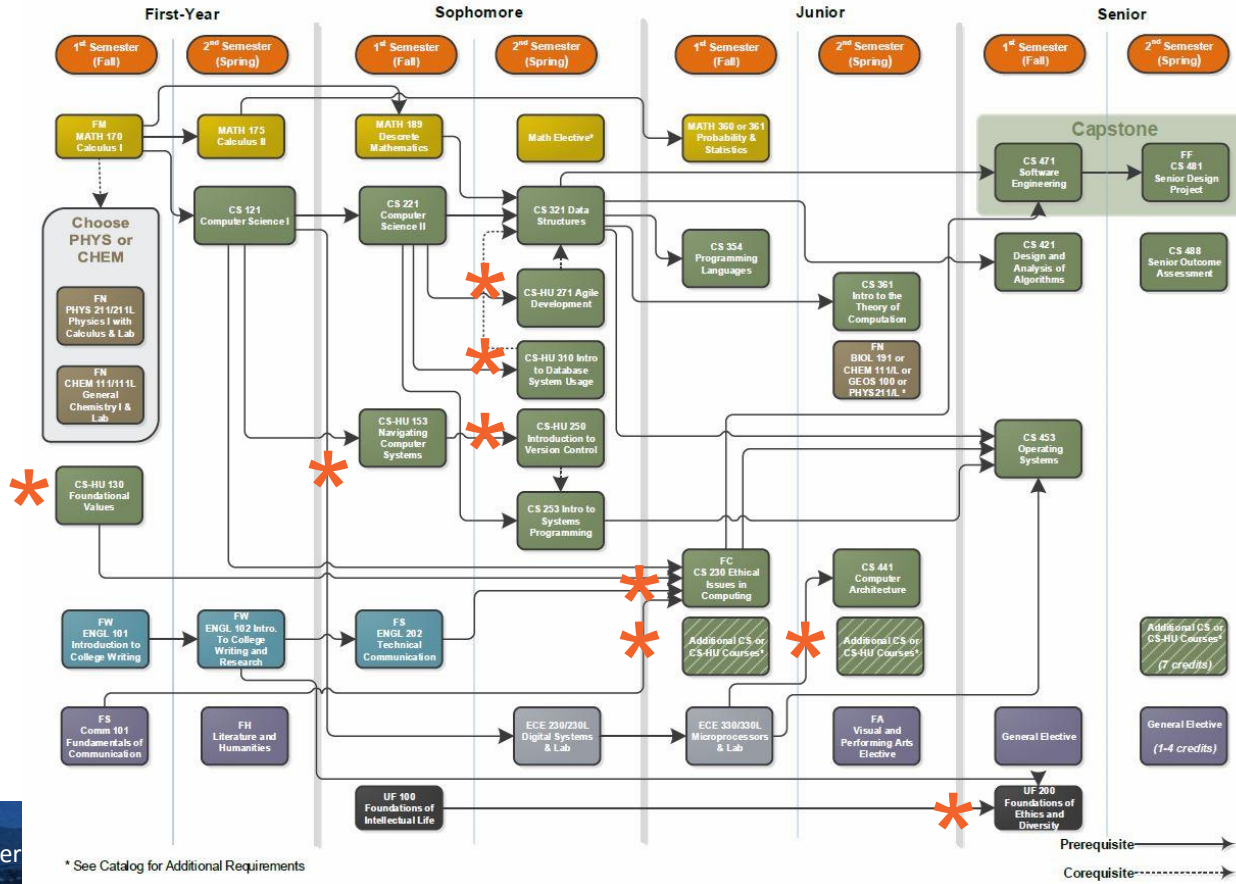 First-Year
Sophomore
Junior
Senior
1st Semester
(Fall)
2nd Semester
(Spring)
1st Semester
(Fall)
2nd Semester
(Spring)
1st Semester
(Fall)
2nd Semester
(Spring)
1st Semester
(Fall)
2nd Semester
(Spring)
FM
MATH 170
Calculus I
MATH 175
Calculus II
MATH 189
Discrete
Mathematics
Math Elective*
MATH 360 or 361
Probability &
Statistics
Capstone
CS 471
Software
Engineering
FF
CS 481
Senior Design
Project
Choose
PHYS or
CHEM
FN
PHYS 211/211L
Physics I with
Calculus & Lab
FN
CHEM 111/111L
General
Chemistry I &
Lab
CS 121
Computer Science I
CS 221
Computer
Science II
CS 321 Data
Structures
CS 354
Programming
Languages
CS 421
Design and
Analysis of
Algorithms
CS 488
Senior Outcome
Assessment
CS-HU 271 Agile
Development
CS 361
Intro to the
Theory of
Computation
CS-HU 310 Intro
to Database
System Usage
FN
BIOL 191 or
CHEM 111/L or
GEOS 100 or
PHYS211/L *
CS-HU 153
Navigating
Computer
Systems
CS-HU 250
Introduction to
Version Control
CS 453
Operating
Systems
CS-HU 130
Foundational
Values
CS 253 Intro to
Systems
Programming
FC
CS 230 Ethical
Issues in
Computing
CS 441
Computer
Architecture
FW
ENGL 101
Introduction to
College Writing
FW
ENGL 102 Intro.
To College
Writing and
Research
FS
ENGL 202
Technical
Communication
Additional CS or
CS-HU Courses*
Additional CS or
CS-HU Courses*
Additional CS or
CS-HU Courses*
(7 credits)
FS
Comm 101
Fundamentals of
Communication
FH
Literature and
Humanities
ECE 230/230L
Digital Systems
& Lab
ECE 330/330L
Microprocessors
& Lab
FA
Visual and
Performing Arts
Elective
General Elective
General Elective
(1-4 credits)
UF 100
Foundations of
Intellectual Life
UF 200
Foundations of
Ethics and
Diversity
er
* See Catalog for Additional Requirements
Prerequisite
Corequisite